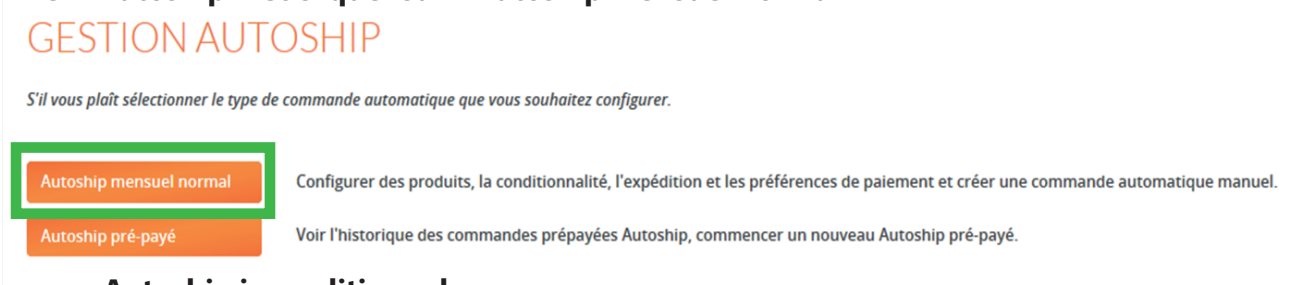 GESTION AUTOSHIP
S'il vous plaît sélectionner le type de commande automatique que vous souhaitez configurer.
Autoship mensuel normal Configurer des produits, la conditionnalité, l'expédition et les préférences de paiement et créer une commande automatique manuel.
Autoship pré-payé Voir l'historique des commandes prépayées Autoship, commencer un nouveau Autoship pré-payé.